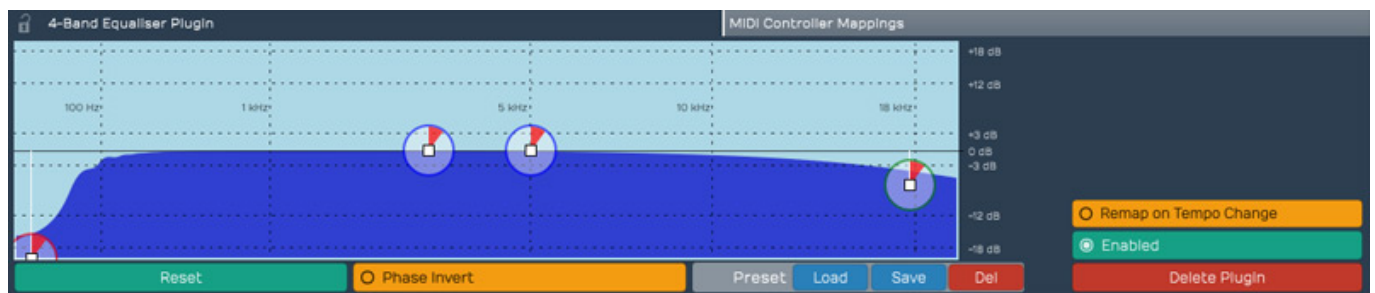 4-Band Equaliser Plugin
MIDI Controller Mappings
+18 dB
+12 dB
100 Hz
1 kHz
5 kHz
10 kHz
18 kHz
+3 dB
0 dB
-3 dB
-12 dB
-18 dB
Remap on Tempo Change
Enabled
Reset
Phase Invert
Preset
Load
Save
Del
Delete Plugin